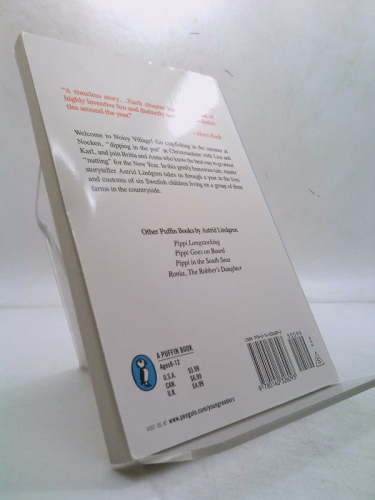 "A timeless story. . .Each chapter
highly inventive fun and distinctly
ties around the year."
—Horn Book
Welcome to Noisy Village! Go crayfishing in the summer at
Nocken, "dipping in the pot" at Christmastime with Lisa and
Karl, and join Britta and Anna who know the best way to go about
"nutting" for the New Year. In this gently humorous tale, master
storyteller Astrid Lindgren takes us through a year in the lives
and customs of six Swedish children living on a group of three
farms in the countryside.
Other Puffin Books by Astrid Lindgren
Pippi Longstocking
Pippi Goes on Board
Pippi in the South Seas
Ronia, The Robber's Daughter
A PUFFIN BOOK
Ages8-12
U.S.A. $5.99
CAN. $6.99
U.K. £4.99
VISIT US AT www.penguin.com/youngreaders
50599